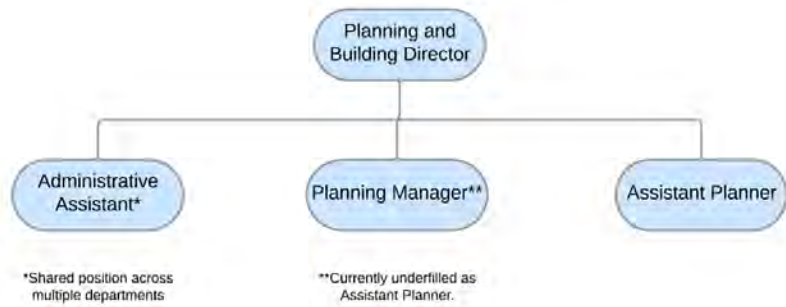 Planning and
Building Director
Administrative
Assistant*
Planning Manager**
Assistant Planner
*Shared position across
multiple departments
**Currently underfilled as
Assistant Planner.